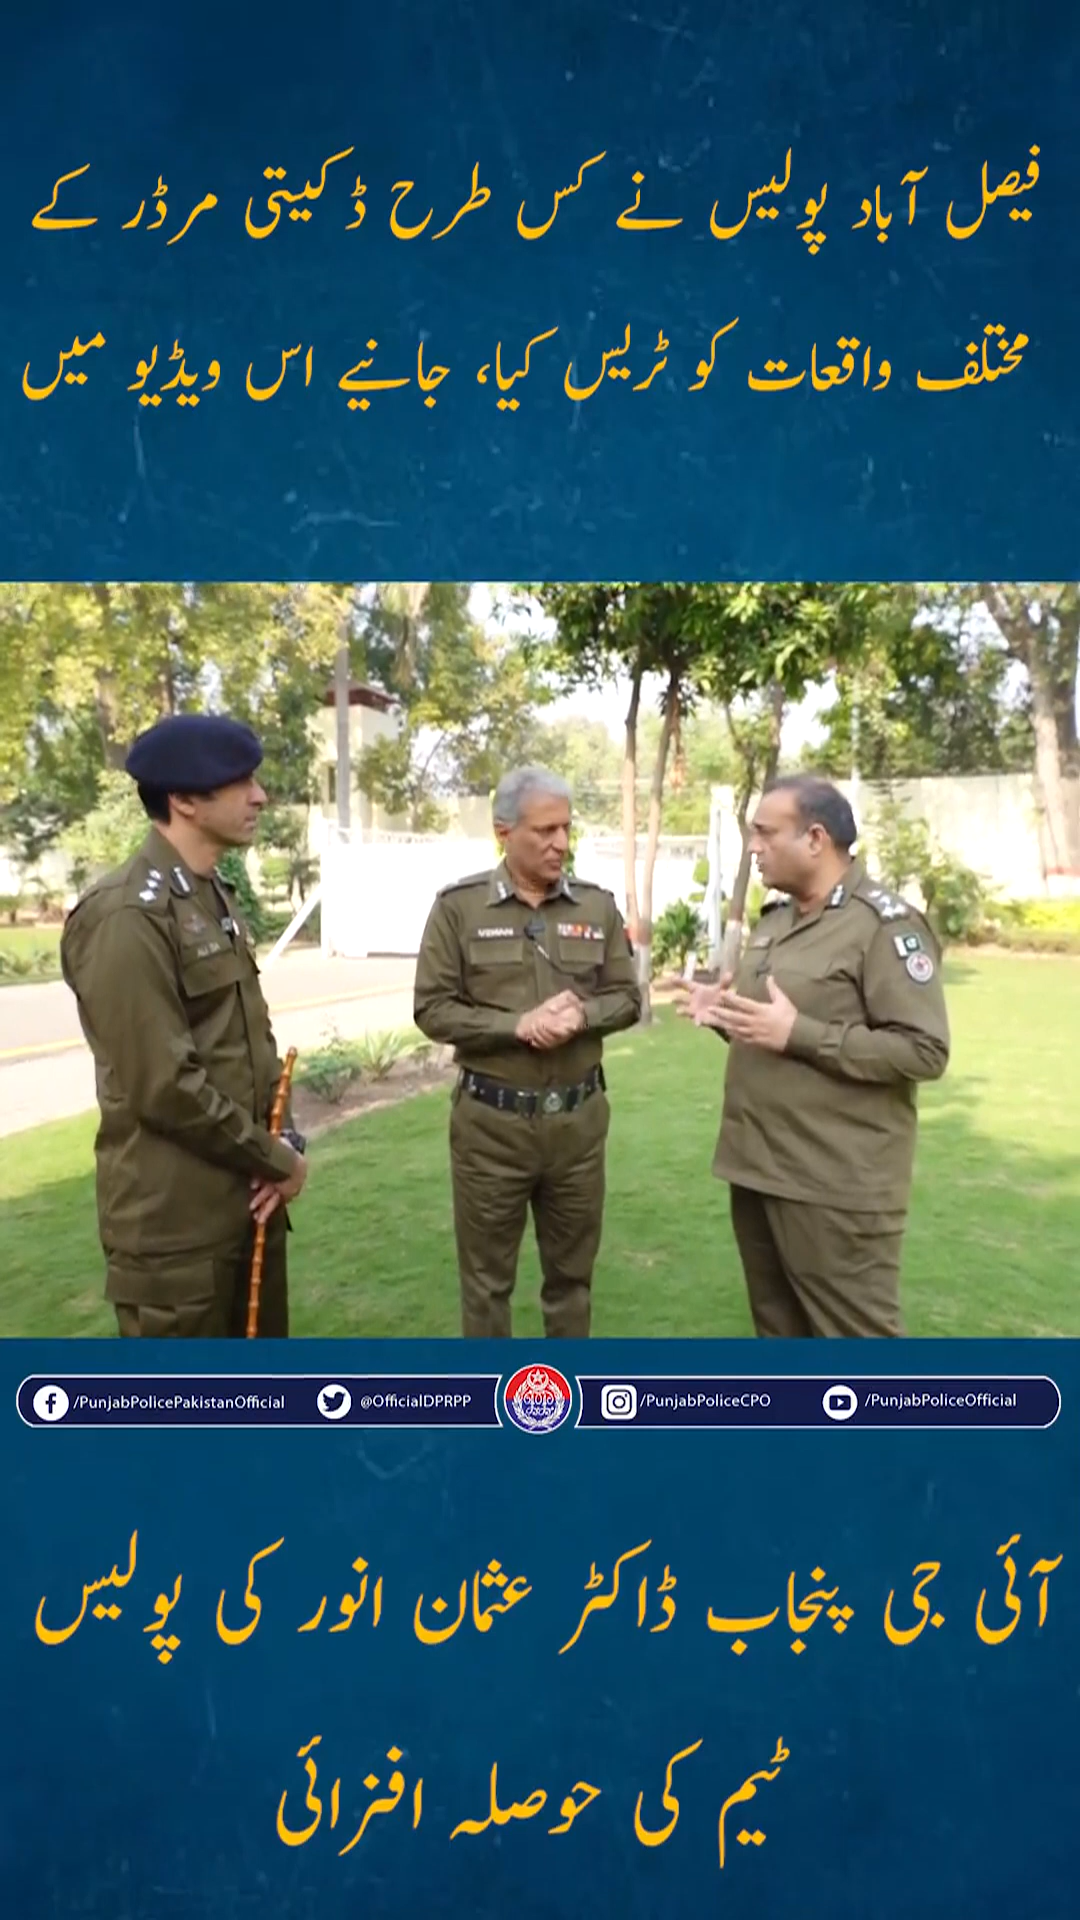 فیصل آباد پولیس نے کس طرح ڈکیتی مرڈر کے
مختلف واقعات کو ٹریس کیا، جانیے اس ویڈیو میں
USMAN
/PunjabPolicePakistanOfficial @OfficialDPRPP /PunjabPoliceCPO /PunjabPoliceOfficial
آئی جی پنجاب ڈاکٹر عثمان انور کی پولیس
ٹیم کی حوصلہ افزائی